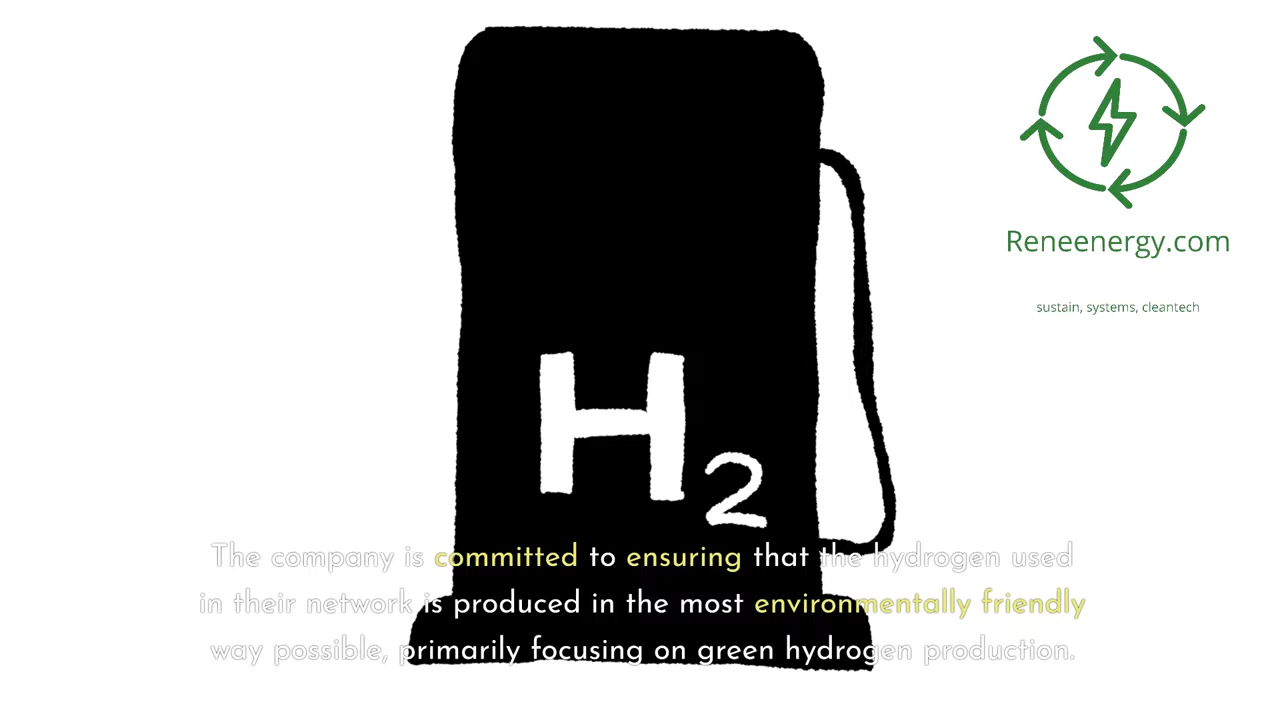 Reneenergy.com
sustain, systems, cleantech
H2
The company is committed to ensuring that the hydrogen used
in their network is produced in the most environmentally friendly
way possible, primarily focusing on green hydrogen production.